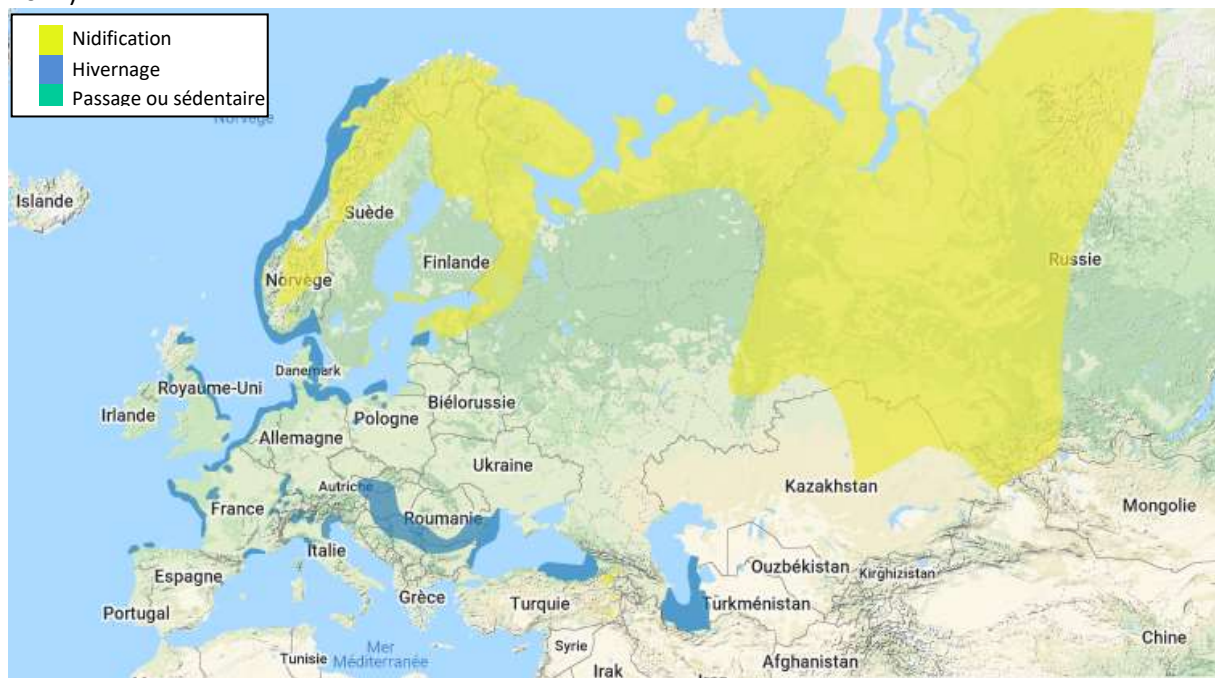 Nidification
Hivernage
Passage ou sédentaire
Norvège
Islande
Suède
Finlande
Norvège
Russie
Danemark
Royaume-Uni
Irlande
Biélorussie
Pologne
Allemagne
Ukraine
Autriche
Kazakhstan
Mongolie
France
Roumanie
Italie
Ouzbékistan
Kirghizistan
Espagne
Grèce
Turquie
Turkménistan
Portugal
Chine
Mer
Méditerranée
Syrie
Tunisie
Afghanistan
Irak